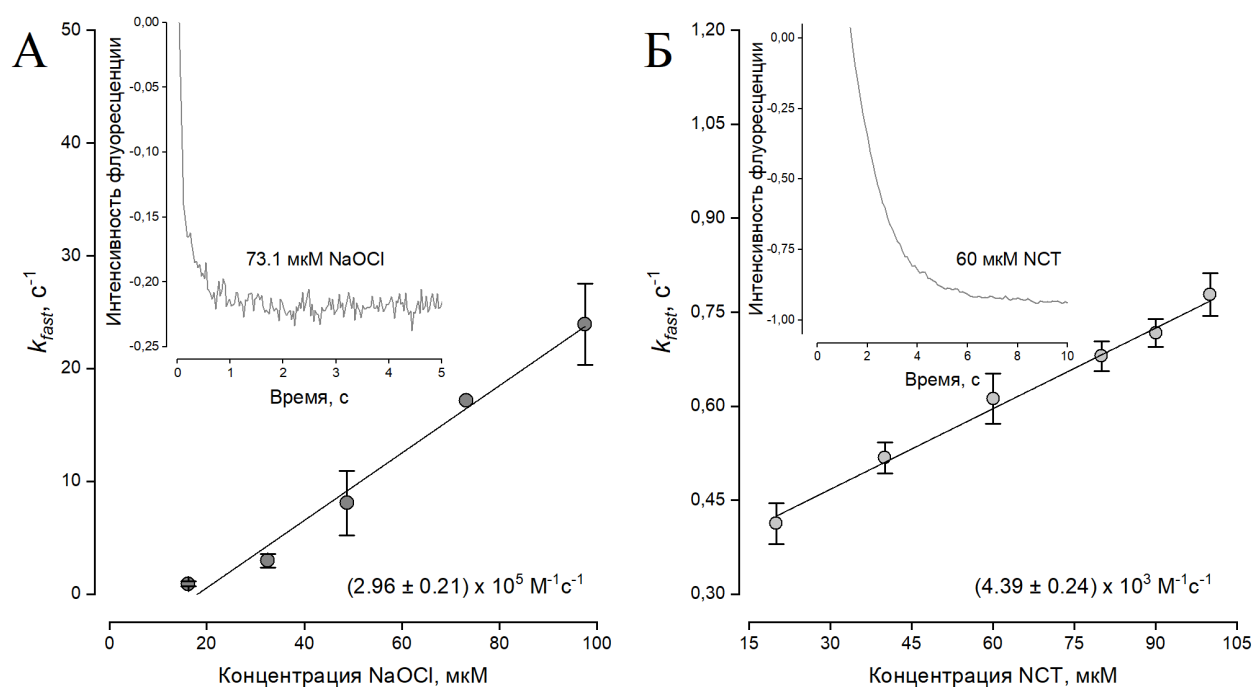 А
50
40
30
20
10
0
k_fast, с⁻¹
0,00
-0,05
-0,10
-0,15
-0,20
-0,25
Интенсивность флуоресценции
73.1 мкМ NaOCl
0 1 2 3 4 5
Время, с
(2.96 ± 0.21) x 10⁵ М⁻¹с⁻¹
0 20 40 60 80 100
Концентрация NaOCl, мкМ
Б
1,20
1,05
0,90
0,75
0,60
0,45
0,30
k_fast, с⁻¹
0,00
-0,25
-0,50
-0,75
-1,00
Интенсивность флуоресценции
60 мкМ NCT
0 2 4 6 8 10
Время, с
(4.39 ± 0.24) x 10³ М⁻¹с⁻¹
15 30 45 60 75 90 105
Концентрация NCT, мкМ